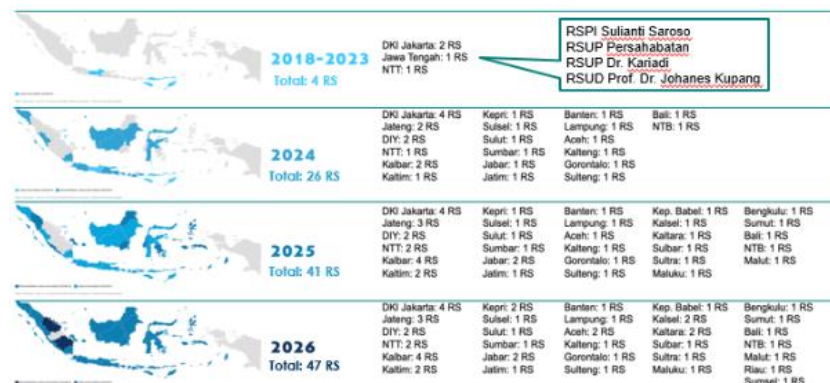 2018-2023
Total: 4 RS
DKI Jakarta: 2 RS
Jawa Tengah: 1 RS
NTT: 1 RS
RSPI Sulianti Saroso
RSUP Persahabatan
RSUP Dr. Kariadi
RSUD Prof. Dr. Johanes Kupang
2024
Total: 26 RS
DKI Jakarta: 4 RS
Jateng: 2 RS
DIY: 2 RS
NTT: 1 RS
Kalbar: 2 RS
Kaltim: 1 RS
Kepri: 1 RS
Sulsel: 1 RS
Sulut: 1 RS
Sumbar: 1 RS
Jabar: 1 RS
Jatim: 1 RS
Banten: 1 RS
Lampung: 1 RS
Aceh: 1 RS
Kalteng: 1 RS
Gorontalo: 1 RS
Sulteng: 1 RS
Bali: 1 RS
NTB: 1 RS
2025
Total: 41 RS
DKI Jakarta: 4 RS
Jateng: 3 RS
DIY: 2 RS
NTT: 2 RS
Kalbar: 4 RS
Kaltim: 2 RS
Kepri: 1 RS
Sulsel: 1 RS
Sulut: 1 RS
Sumbar: 1 RS
Jabar: 2 RS
Jatim: 1 RS
Banten: 1 RS
Lampung: 1 RS
Aceh: 1 RS
Kalteng: 1 RS
Gorontalo: 1 RS
Sulteng: 1 RS
Kep. Babel: 1 RS
Kalsel: 2 RS
Kaltara: 2 RS
Sulbar: 1 RS
Sultra: 1 RS
Maluku: 1 RS
Bengkulu: 1 RS
Sumut: 1 RS
Bali: 1 RS
NTB: 1 RS
Malut: 1 RS
2026
Total: 47 RS
DKI Jakarta: 4 RS
Jateng: 3 RS
DIY: 2 RS
NTT: 2 RS
Kalbar: 4 RS
Kaltim: 2 RS
Kepri: 2 RS
Sulsel: 1 RS
Sulut: 1 RS
Sumbar: 1 RS
Jabar: 2 RS
Jatim: 1 RS
Banten: 1 RS
Lampung: 1 RS
Aceh: 2 RS
Kalteng: 1 RS
Gorontalo: 1 RS
Sulteng: 1 RS
Kep. Babel: 1 RS
Kalsel: 2 RS
Kaltara: 2 RS
Sulbar: 1 RS
Sultra: 1 RS
Maluku: 1 RS
Bengkulu: 1 RS
Sumut: 1 RS
Bali: 1 RS
NTB: 1 RS
Malut: 1 RS
Riau: 1 RS
Sumsel: 1 RS